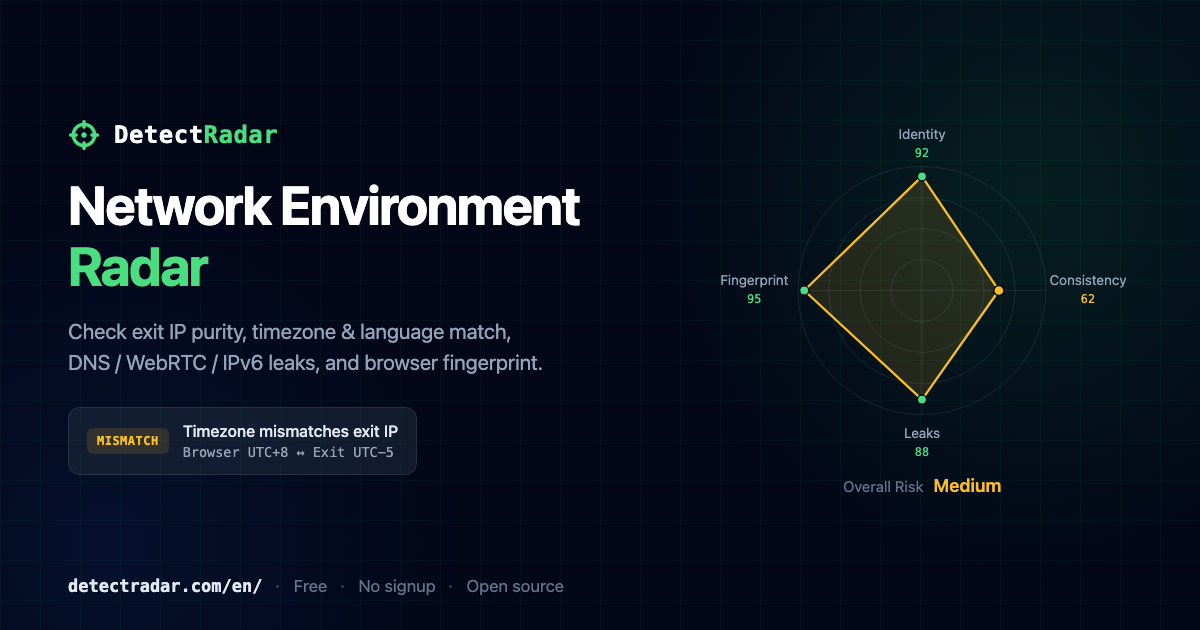 DetectRadar
Network Environment
Radar
Check exit IP purity, timezone & language match,
DNS / WebRTC / IPv6 leaks, and browser fingerprint.
MISMATCH
Timezone mismatches exit IP
Browser UTC+8 ↔ Exit UTC−5
detectradar.com/en/ · Free · No signup · Open source
Identity
92
Fingerprint
95
Consistency
62
Leaks
88
Overall Risk Medium